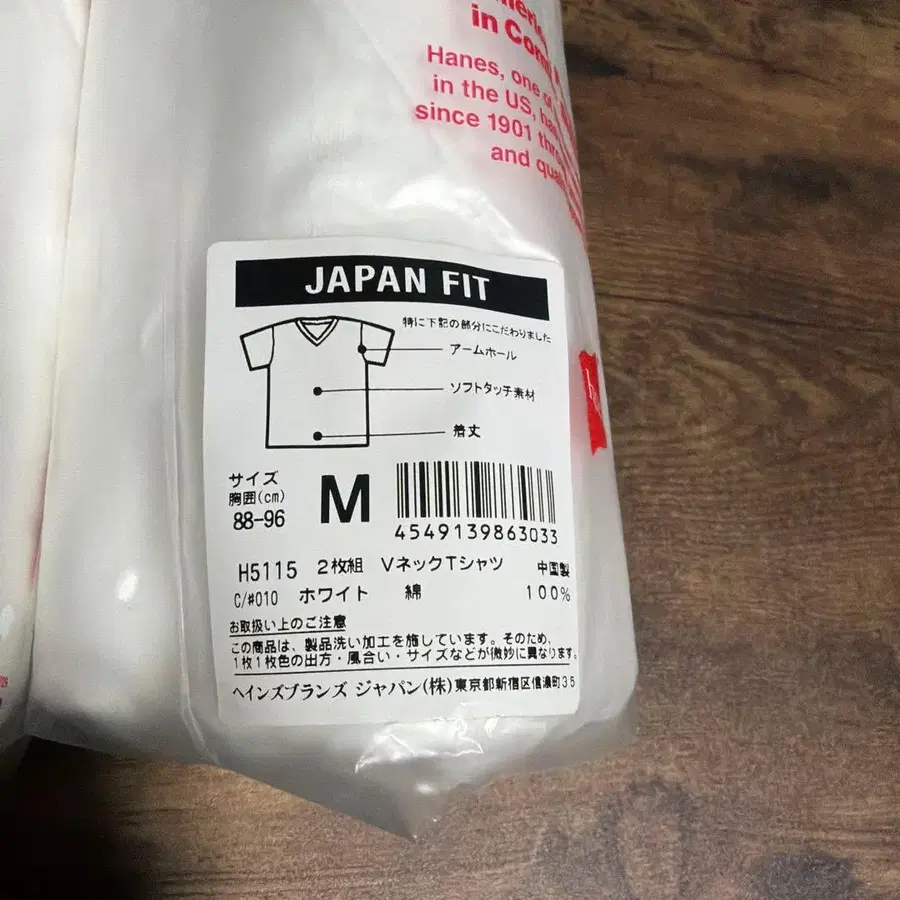 in
Hanes, one
in the US,
since 1901
and
JAPAN FIT
特に下記の部分にこだわりました
アームホール
ソフトタッチ素材
着丈
サイズ
胸囲(cm)
88-96
M
4549139863033
H5115 2枚組 VネックTシャツ 中国製
C/#010 ホワイト 綿 100%
お取扱い上のご注意
この商品は、製品洗い加工を施しています。そのため、
1枚1枚色の出方・風合い・サイズなどが微妙に異なります。
ヘインズブランズ ジャパン(株)東京都新宿区信濃町35